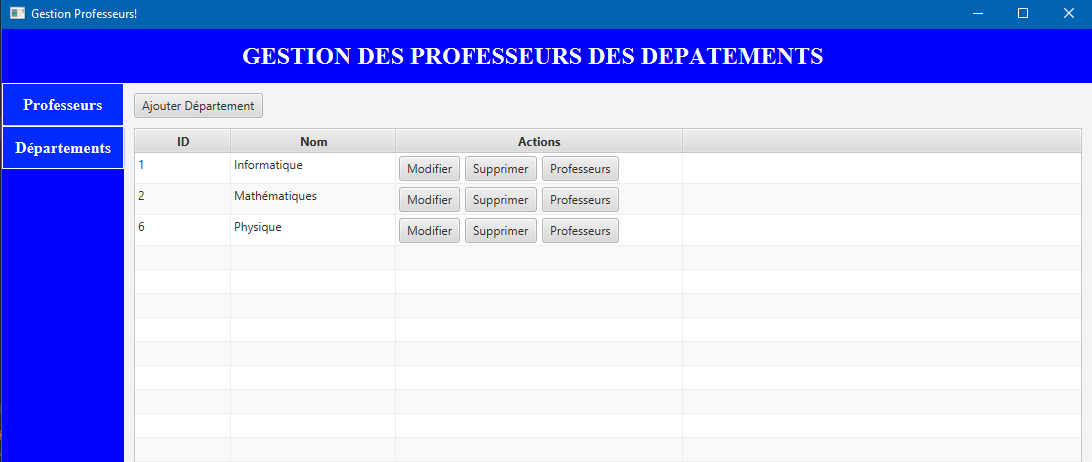 Gestion Professeurs!
GESTION DES PROFESSEURS DES DEPATEMENTS
Professeurs
Départements
Ajouter Département
ID Nom Actions
1 Informatique Modifier Supprimer Professeurs
2 Mathématiques Modifier Supprimer Professeurs
6 Physique Modifier Supprimer Professeurs